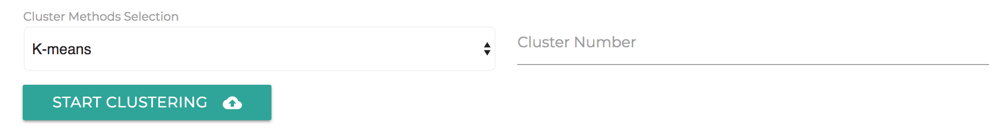 Cluster Methods Selection
K-means
Cluster Number
START CLUSTERING